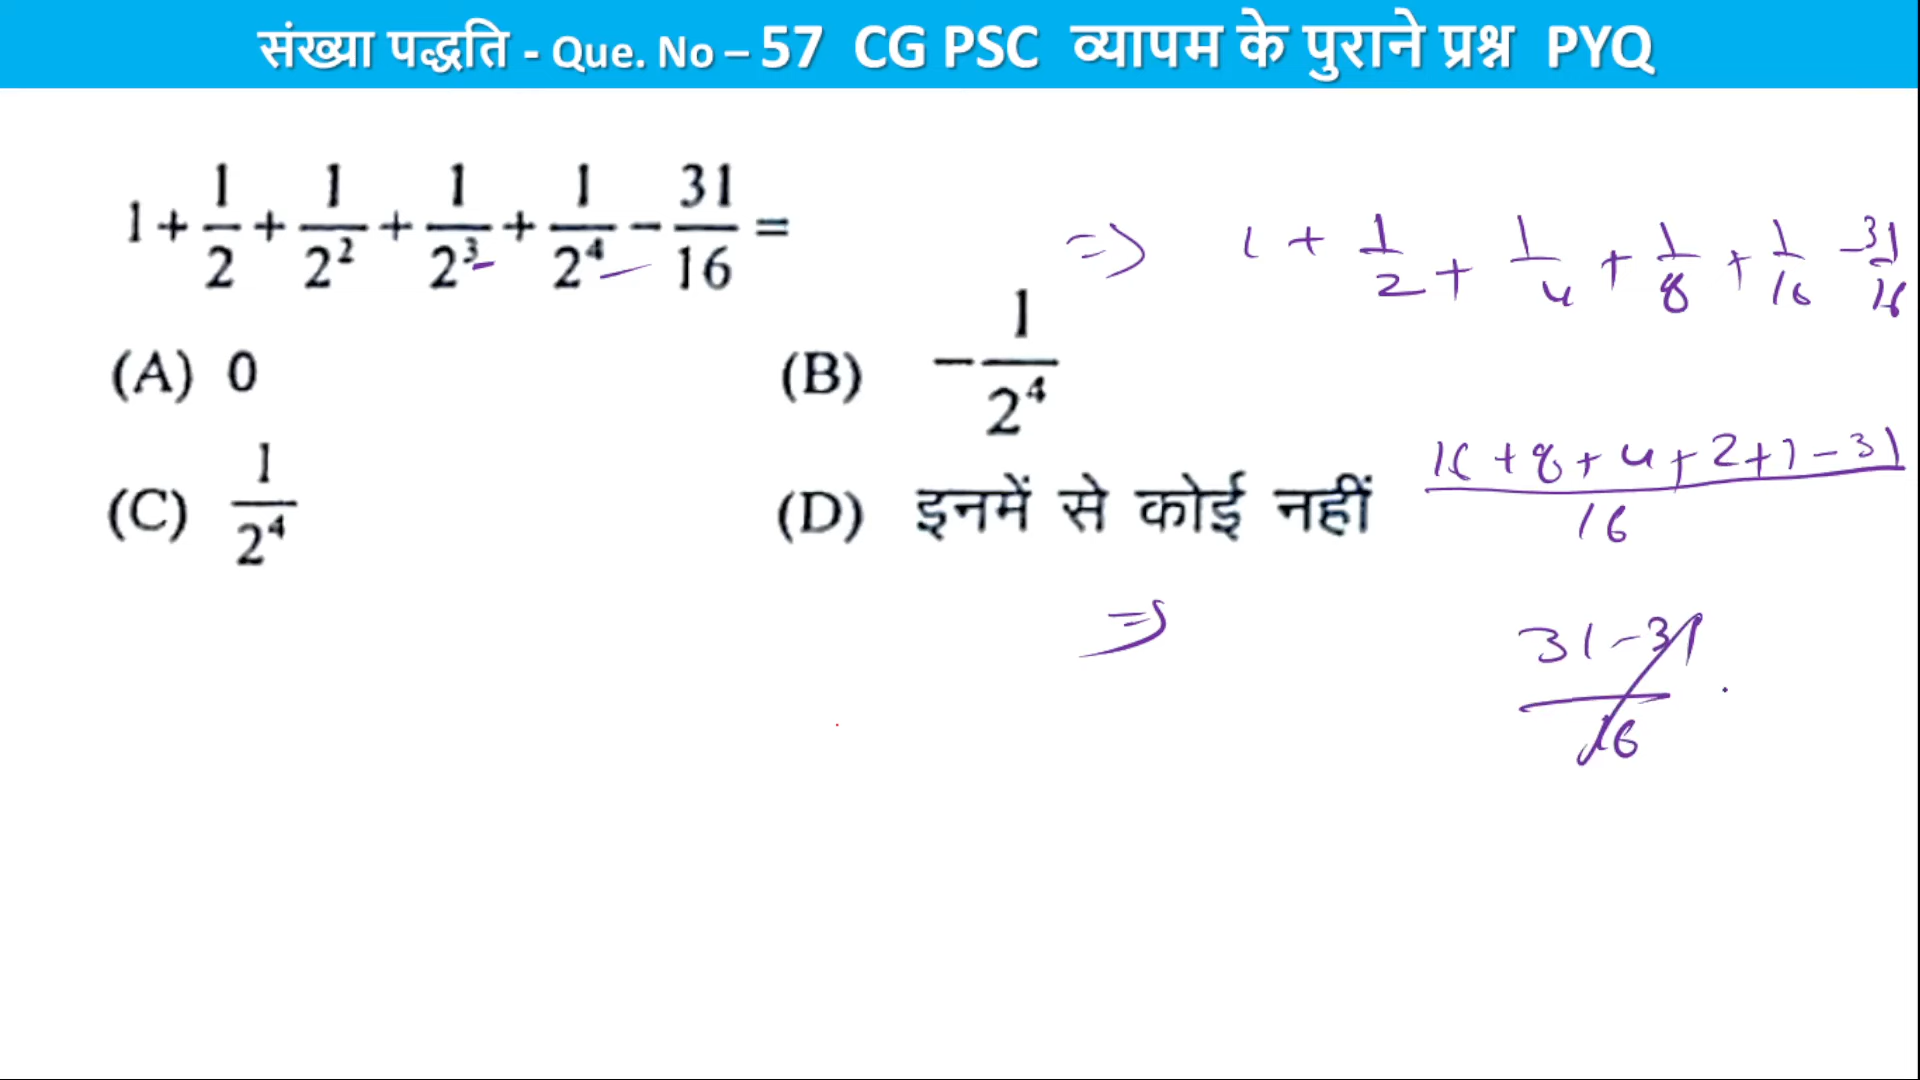 संख्या पद्धति - Que. No – 57 CG PSC व्यापम के पुराने प्रश्न PYQ
1 + 1/2 + 1/2² + 1/2³ + 1/2⁴ − 31/16 =
⇒ 1 + 1/2 + 1/4 + 1/8 + 1/16 − 31/16
(A) 0
(B) −1/2⁴
(C) 1/2⁴
(D) इनमें से कोई नहीं
16+8+4+2+1−31/16
⇒ 31−31/16